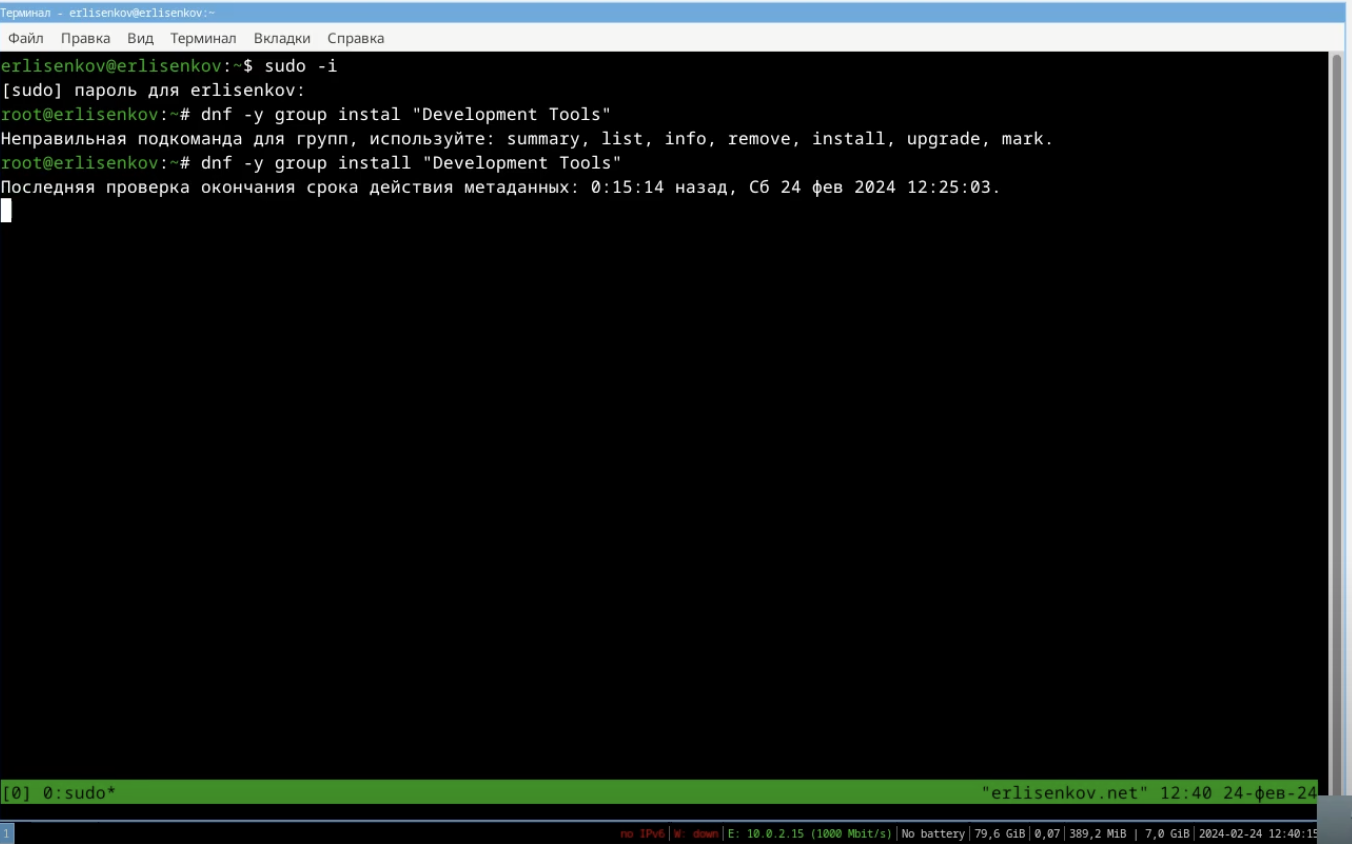 Терминал - erlisenkov@erlisenkov:~
Файл Правка Вид Терминал Вкладки Справка
erlisenkov@erlisenkov:~$ sudo -i
[sudo] пароль для erlisenkov:
root@erlisenkov:~# dnf -y group instal "Development Tools"
Неправильная подкоманда для групп, используйте: summary, list, info, remove, install, upgrade, mark.
root@erlisenkov:~# dnf -y group install "Development Tools"
Последняя проверка окончания срока действия метаданных: 0:15:14 назад, Сб 24 фев 2024 12:25:03.
[0] 0:sudo* "erlisenkov.net" 12:40 24-фев-24
1 no IPv6 | W: down | E: 10.0.2.15 (1000 Mbit/s) | No battery | 79,6 GiB | 0,07 | 389,2 MiB | 7,0 GiB | 2024-02-24 12:40:15